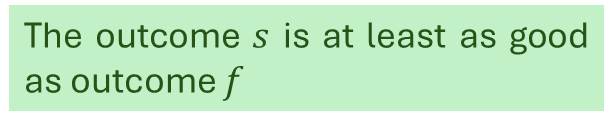 The outcome s is at least as good
as outcome f